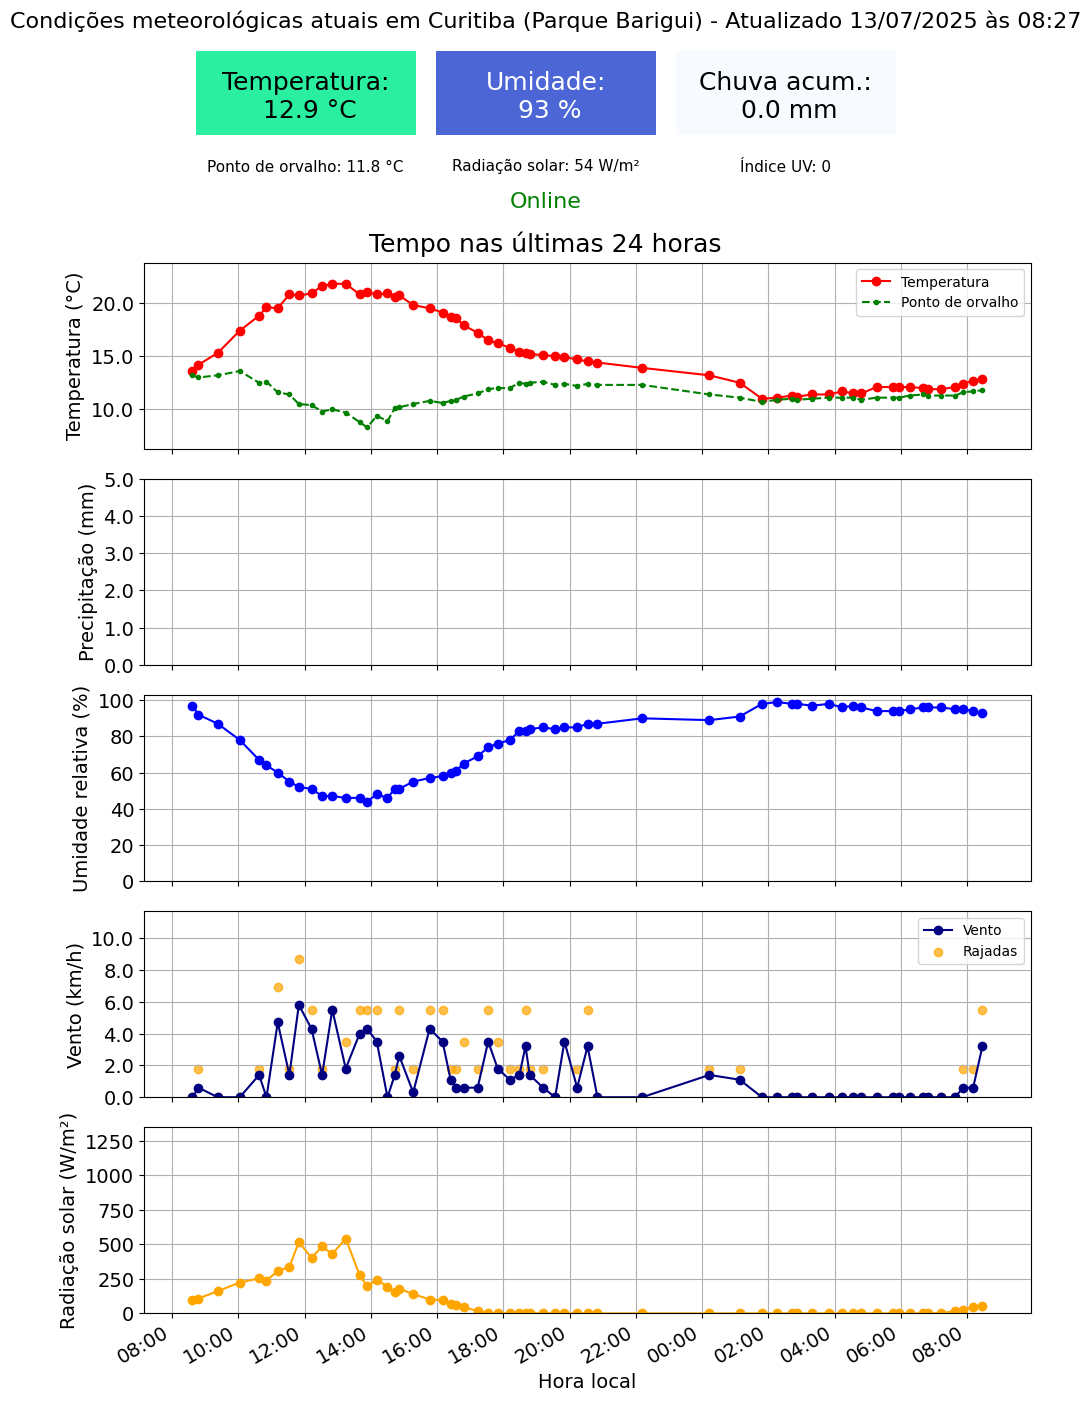 Condições meteorológicas atuais em Curitiba (Parque Barigui) - Atualizado 13/07/2025 às 08:27
Temperatura:
12.9 °C
Umidade:
93 %
Chuva acum.:
0.0 mm
Ponto de orvalho: 11.8 °C
Radiação solar: 54 W/m²
Índice UV: 0
Online
Tempo nas últimas 24 horas
Temperatura (°C)
20.0
15.0
10.0
Temperatura
Ponto de orvalho
Precipitação (mm)
5.0
4.0
3.0
2.0
1.0
0.0
Umidade relativa (%)
100
80
60
40
20
0
Vento (km/h)
10.0
8.0
6.0
4.0
2.0
0.0
Vento
Rajadas
Radiação solar (W/m²)
1250
1000
750
500
250
0
08:00
10:00
12:00
14:00
16:00
18:00
20:00
22:00
00:00
02:00
04:00
06:00
08:00
Hora local